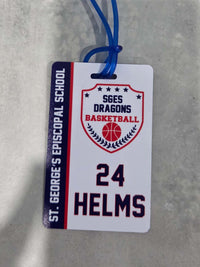 ST. GEORGE'S EPISCOPAL SCHOOL
SGES
DRAGONS
BASKETBALL
24
HELMS